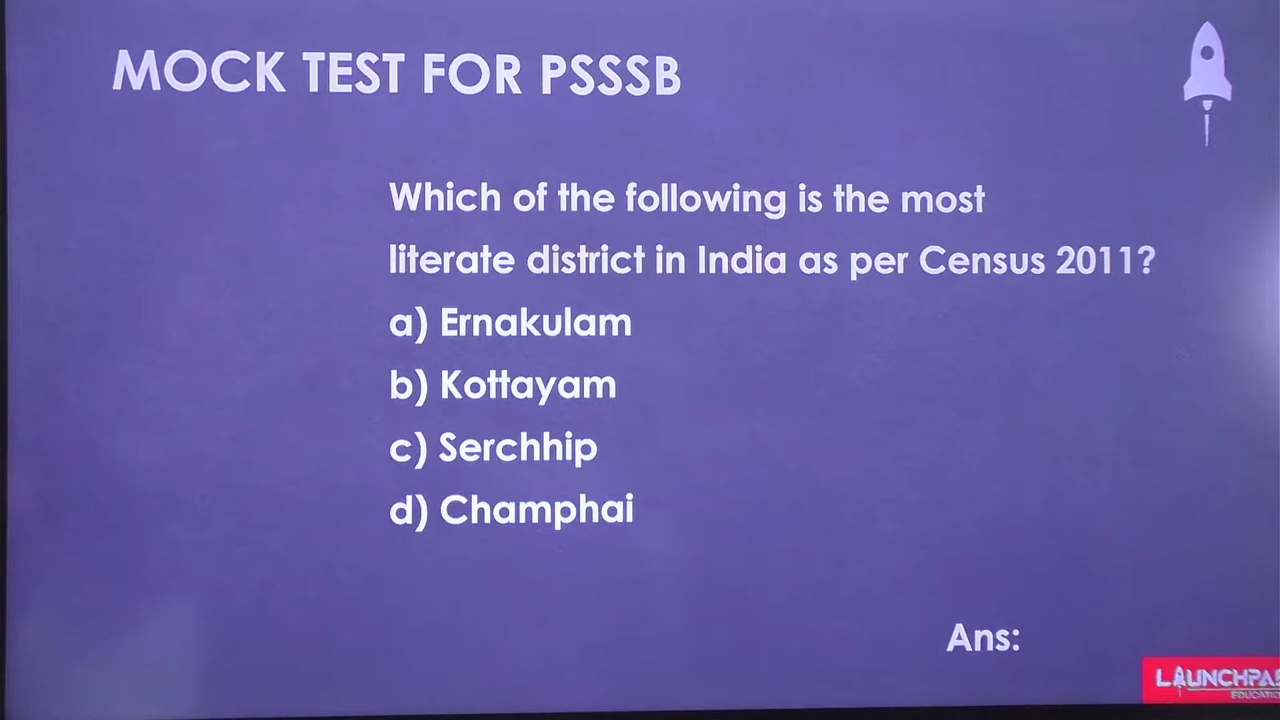 MOCK TEST FOR PSSSB
Which of the following is the most
literate district in India as per Census 2011?
a) Ernakulam
b) Kottayam
c) Serchhip
d) Champhai
Ans: